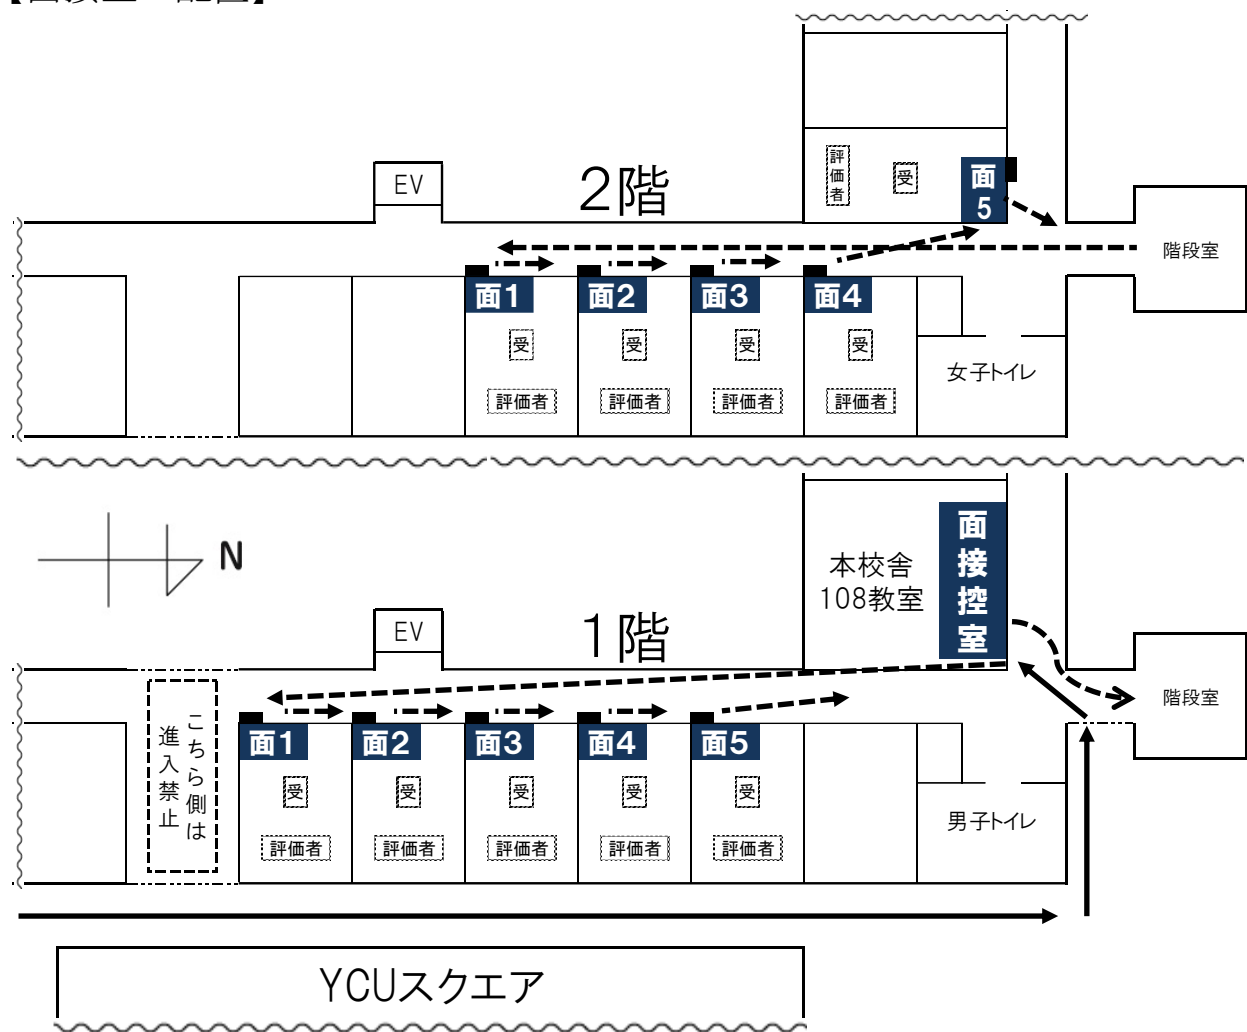 評価者
受
面5
EV
2階
階段室
面1
面2
面3
面4
受
受
受
受
女子トイレ
評価者
評価者
評価者
評価者
N
本校舎
108教室
面接控室
EV
1階
階段室
こちら側は
進入禁止
面1
面2
面3
面4
面5
受
受
受
受
受
男子トイレ
評価者
評価者
評価者
評価者
評価者
YCUスクエア